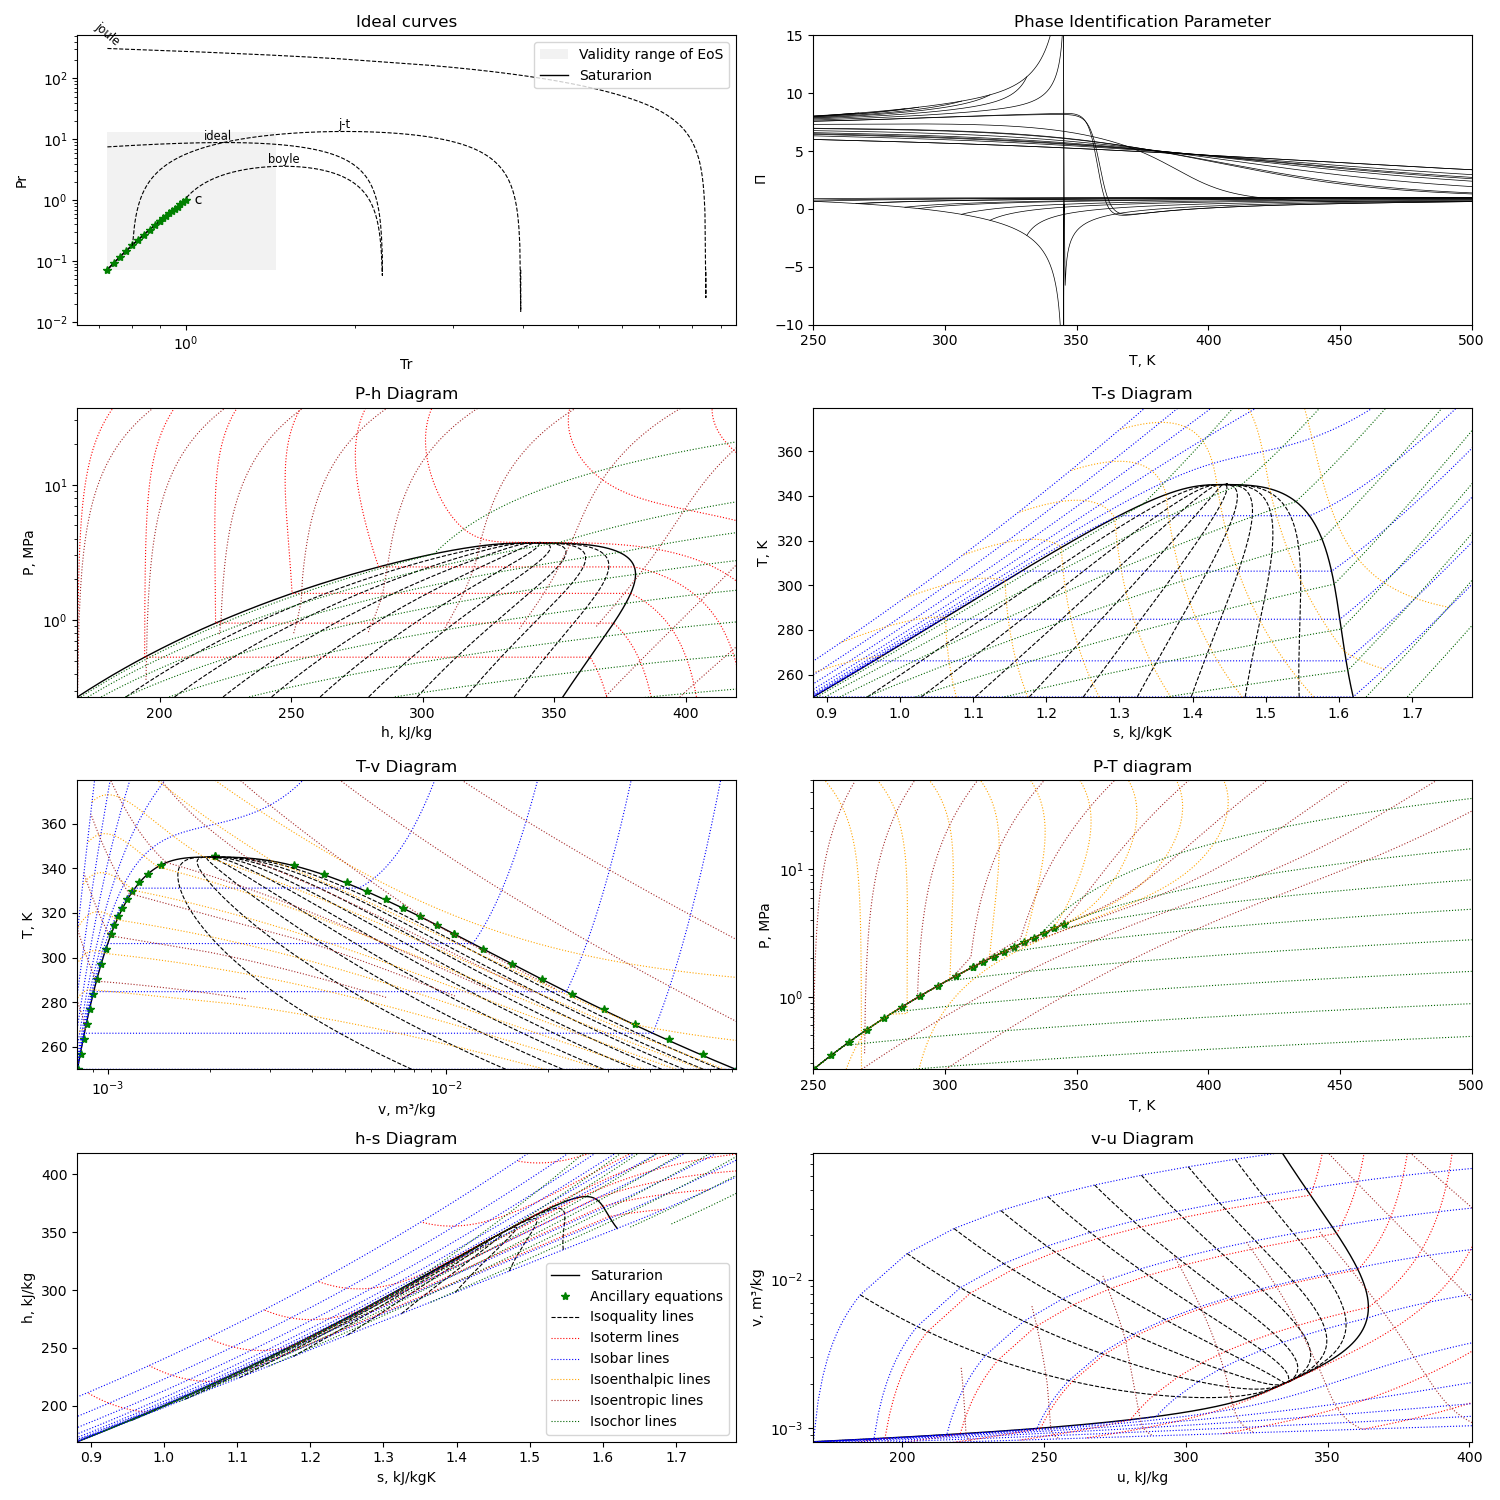 Ideal curves
joule
ideal
j-t
boyle
c
Validity range of EoS
Saturarion
10²
10¹
10⁰
10⁻¹
10⁻²
Pr
10⁰
Tr
Phase Identification Parameter
15
10
5
0
−5
−10
Π
250 300 350 400 450 500
T, K
P-h Diagram
10¹
10⁰
P, MPa
200 250 300 350 400
h, kJ/kg
T-s Diagram
360
340
320
300
280
260
T, K
0.9 1.0 1.1 1.2 1.3 1.4 1.5 1.6 1.7
s, kJ/kgK
T-v Diagram
360
340
320
300
280
260
T, K
10⁻³ 10⁻²
v, m³/kg
P-T diagram
10¹
10⁰
P, MPa
250 300 350 400 450 500
T, K
h-s Diagram
400
350
300
250
200
h, kJ/kg
Saturarion
Ancillary equations
Isoquality lines
Isoterm lines
Isobar lines
Isoenthalpic lines
Isoentropic lines
Isochor lines
0.9 1.0 1.1 1.2 1.3 1.4 1.5 1.6 1.7
s, kJ/kgK
v-u Diagram
10⁻²
10⁻³
v, m³/kg
200 250 300 350 400
u, kJ/kg